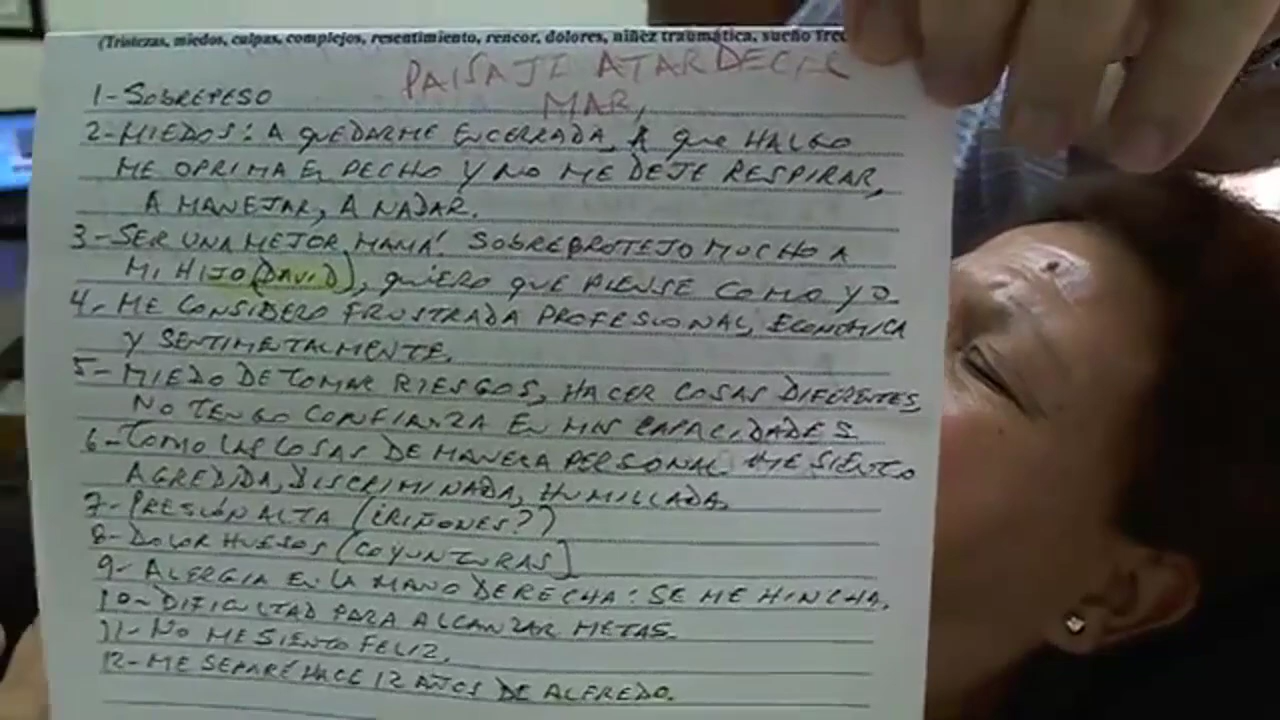 (Tristezas, miedos, culpas, complejos, resentimiento, rencor, dolores, niñez traumática, sueño frec
PAISAJE ATARDECER
MAR,
1- SOBREPESO
2- MIEDOS: A QUEDARME ENCERRADA, A QUE HALGO
ME OPRIMA EL PECHO Y NO ME DEJE RESPIRAR,
A MANEJAR, A NADAR.
3- SER UNA MEJOR MAMÁ! SOBREPROTEJO MUCHO A
MI HIJO (DAVID), QUIERO QUE PIENSE COMO YO
4- ME CONSIDERO FRUSTRADA PROFESIONAL, ECONOMICA
Y SENTIMENTALMENTE.
5- MIEDO DE TOMAR RIESGOS, HACER COSAS DIFERENTES,
NO TENGO CONFIANZA EN MIS CAPACIDADES
6- TOMO LAS COSAS DE MANERA PERSONAL ME SIENTO
AGREDIDA, DISCRIMINADA, HUMILLADA.
7- PRESIÓN ALTA (¿RIÑONES?)
8- DOLOR HUESOS (COYUNTURAS)
9- ALERGIA EN LA MANO DERECHA: SE ME HINCHA.
10- DIFICULTAD PARA ALCANZAR METAS.
11- NO ME SIENTO FELIZ.
12- ME SEPARÉ HACE 12 AÑOS DE ALFREDO.